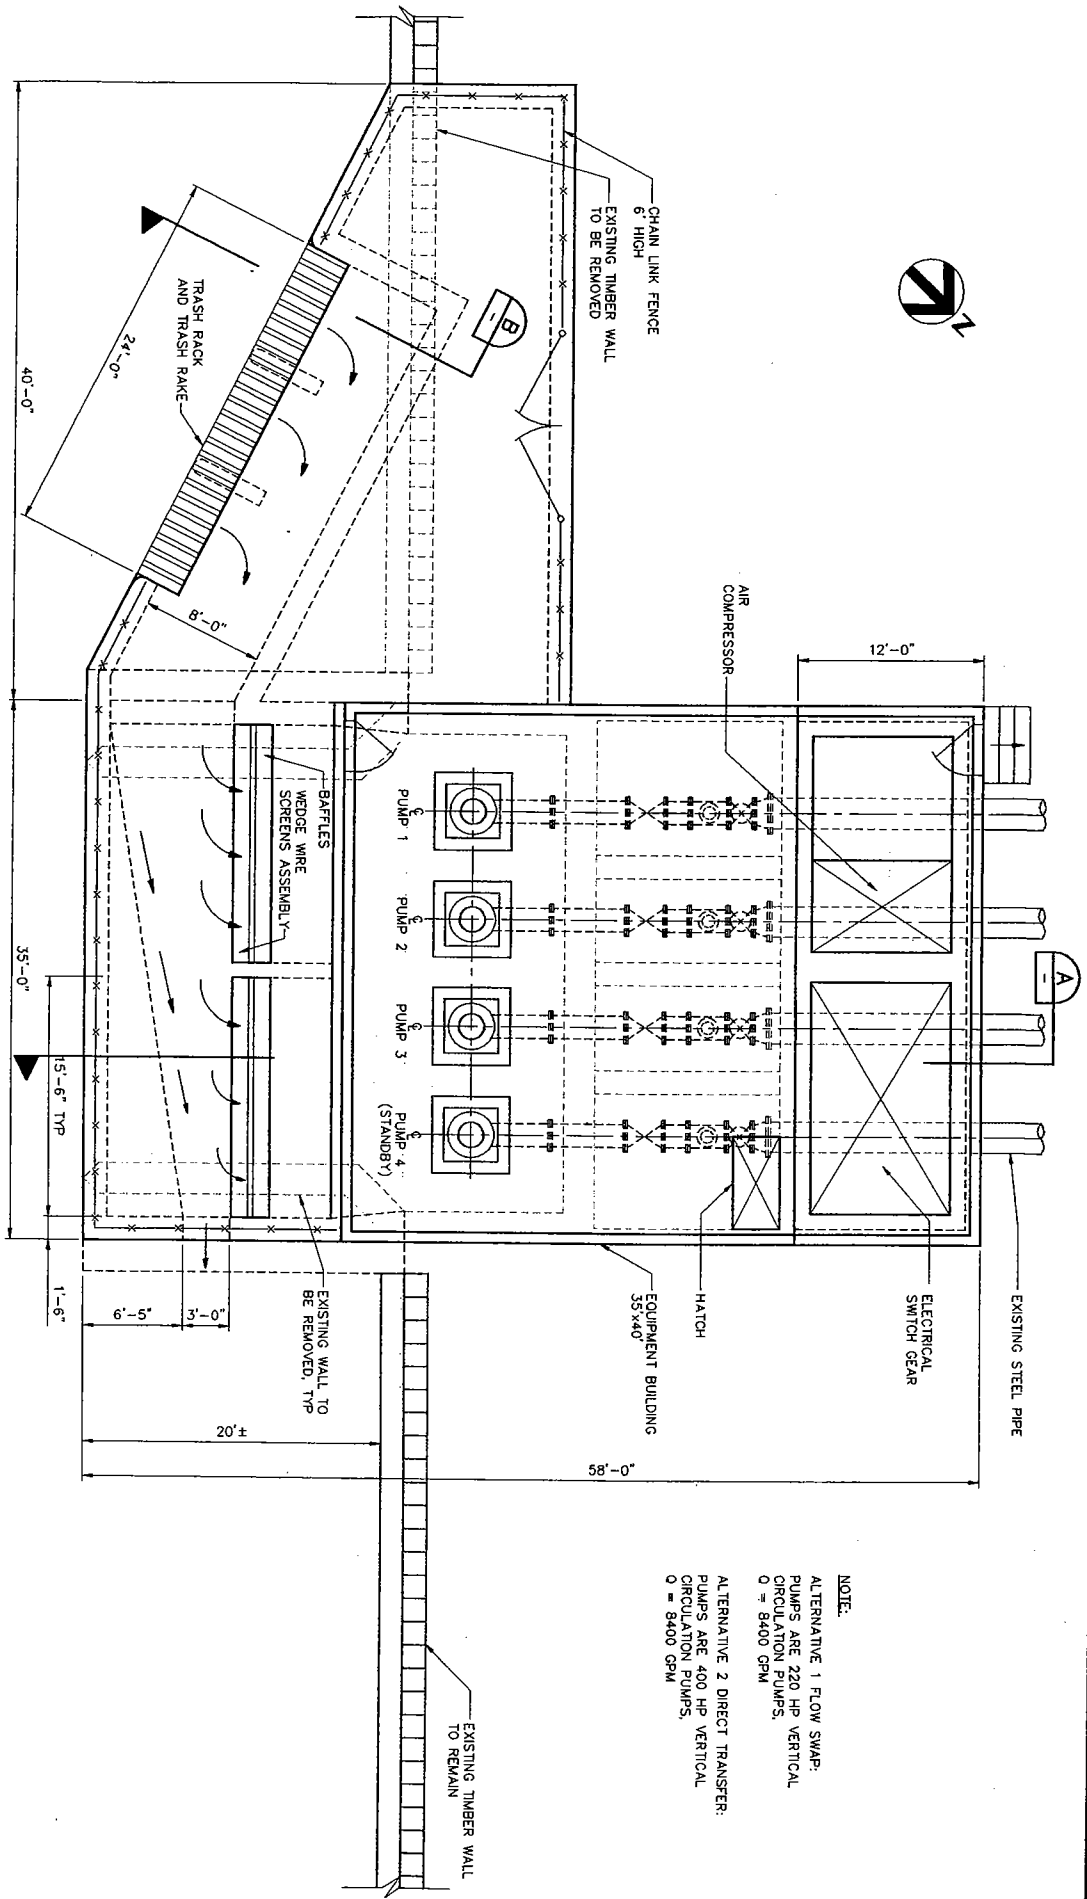 N
CHAIN LINK FENCE
6' HIGH
EXISTING TIMBER WALL
TO BE REMOVED
B
-
TRASH RACK
AND TRASH RAKE
24'-0"
40'-0"
8'-0"
AIR
COMPRESSOR
12'-0"
BAFFLES
WEDGE WIRE
SCREENS ASSEMBLY
PUMP 1
PUMP 2
PUMP 3
PUMP 4
(STANDBY)
A
-
35'-0"
15'-6" TYP
1'-6"
6'-5"
3'-0"
EXISTING WALL TO
BE REMOVED, TYP
20'±
58'-0"
EQUIPMENT BUILDING
35'x40'
HATCH
ELECTRICAL
SWITCH GEAR
EXISTING STEEL PIPE
EXISTING TIMBER WALL
TO REMAIN
NOTE:
ALTERNATIVE 1 FLOW SWAP:
PUMPS ARE 220 HP VERTICAL
CIRCULATION PUMPS,
Q = 8400 GPM
ALTERNATIVE 2 DIRECT TRANSFER:
PUMPS ARE 400 HP VERTICAL
CIRCULATION PUMPS,
Q = 8400 GPM